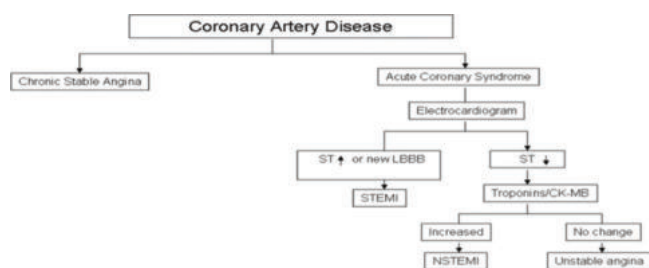 Coronary Artery Disease
Chronic Stable Angina
Acute Coronary Syndrome
Electrocardiogram
ST ↑ or new LBBB
ST ↓
STEMI
Troponins/CK-MB
Increased
No change
NSTEMI
Unstable angina